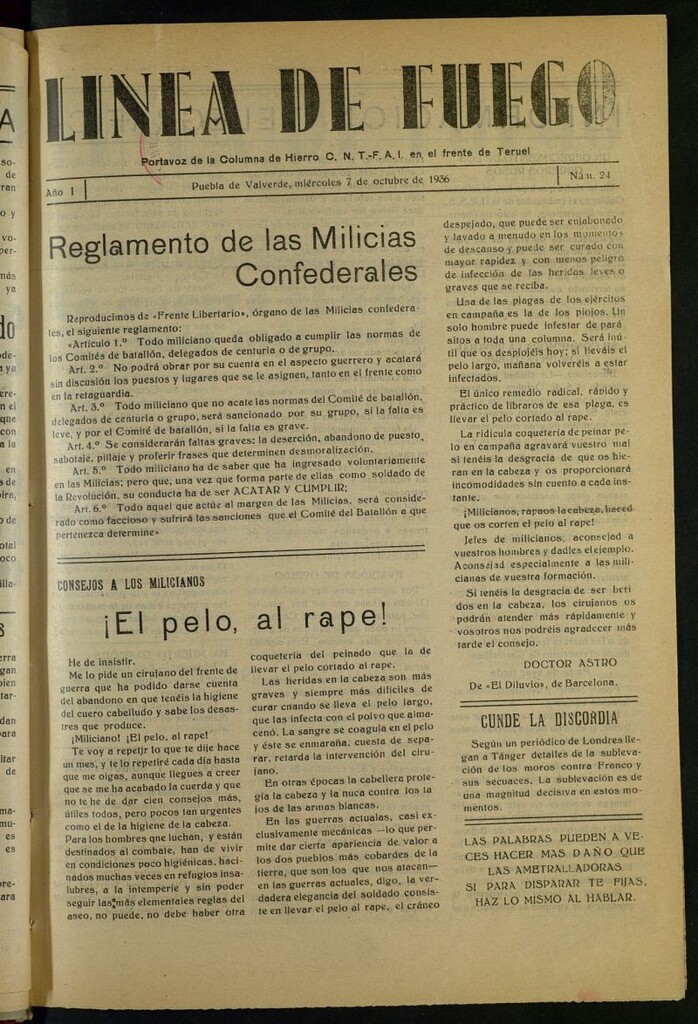 LINEA DE FUEGO
Portavoz de la Columna de Hierro C. N. T.-F. A. I. en el frente de Teruel
Año I
Puebla de Valverde, miércoles 7 de octubre de 1936
Núm. 24
Reglamento de las Milicias
Confederales
Reproducimos de «Frente Libertario», órgano de las Milicias confedera-
les, el siguiente reglamento:
«Artículo 1.º Todo miliciano queda obligado a cumplir las normas de
los Comités de batallón, delegados de centuria o de grupo.
Art. 2.º No podrá obrar por su cuenta en el aspecto guerrero y acatará
sin discusión los puestos y lugares que se le asignen, tanto en el frente como
en la retaguardia.
Art. 3.º Todo miliciano que no acate las normas del Comité de batallón,
delegados de centuria o grupo, será sancionado por su grupo, si la falta es
leve, y por el Comité de batallón, si la falta es grave.
Art. 4.º Se considerarán faltas graves: la deserción, abandono de puesto,
sabotaje, pillaje y proferir frases que determinen desmoralización.
Art. 5.º Todo miliciano ha de saber que ha ingresado voluntariamente
en las Milicias; pero que, una vez que forma parte de ellas como soldado de
la Revolución, su conducta ha de ser ACATAR Y CUMPLIR;
Art. 6.º Todo aquel que actúe al margen de las Milicias, será conside-
rado como faccioso y sufrirá las sanciones que el Comité del Batallón a que
pertenezca determine»
CONSEJOS A LOS MILICIANOS
¡El pelo, al rape!
He de insistir.
Me lo pide un cirujano del frente de
guerra que ha podido darse cuenta
del abandono en que tenéis la higiene
del cuero cabelludo y sabe los desas-
tres que produce.
¡Miliciano! ¡El pelo, al rape!
Te voy a repetir lo que te dije hace
un mes, y te lo repetiré cada día hasta
que me oigas, aunque llegues a creer
que se me ha acabado la cuerda y que
no te he de dar cien consejos más,
útiles todos, pero pocos tan urgentes
como el de la higiene de la cabeza.
Para los hombres que luchan, y están
destinados al combate, han de vivir
en condiciones poco higiénicas, haci-
nados muchas veces en refugios insa-
lubres, a la intemperie y sin poder
seguir las más elementales reglas del
aseo, no puede, no debe haber otra
coquetería del peinado que la de
llevar el pelo cortado al rape.
Las heridas en la cabeza son más
graves y siempre más difíciles de
curar cnando se lleva el pelo largo,
que las infecta con el polvo que alma-
cenó. La sangre se coagula en el pelo
y éste se enmaraña, cuesta de sepa-
rar, retarda la intervención del ciru-
jano.
En otras épocas la cabellera prote-
gía la cabeza y la nuca contra los ta
jos de las armas blancas.
En las guerras actualas, casi ex-
clusivamente mecánicas —lo que per-
mite dar cierta apariencia de valor a
los dos pueblos más cobardes de la
tierra, que son los que nos atacan—
en las guerras actuales, digo, la ver-
dadera elegancia del soldado consis-
te en llevar el pelo al rape, el cráneo
despejado, que puede ser enjabonado
y lavado a menudo en los momentos
de descanso y puede ser curado con
mayor rapidez y con menos peligro
de infección de las heridas leves o
graves que se reciba.
Una de las plagas de los ejércitos
en campaña es la de los piojos. Un
solo hombre puede infestar de pará
sitos a toda una columna. Será inú-
til que os despiojéis hoy; si lleváis el
pelo largo, mañana volveréis a estar
infectados.
El único remedio radical, rápido y
práctico de libraros de esa plaga, es
llevar el pelo cortado al rape.
La ridícula coquetería de peinar pe-
lo en campaña agravará vuestro mal
si tenéis la desgracia de que os hie-
ran en la cabeza y os proporcionará
incomodidades sin cuento a cada ins-
tante.
¡Milicianos, rapaos la cabeza, haced
que os corten el pelo al rape!
Jefes de milicianos, aconsejad a
vuestros hombres y dadles el ejemplo.
Aconsejad especialmente a las mili-
cianas de vuestra formación.
Si tenéis la desgracia de ser heri
dos en la cabeza, los cirujanos os
podrán atender más rápidamente y
vosotros nos podréis agradecer más
tarde el consejo.
DOCTOR ASTRO
De «El Diluvio», de Barcelona.
CUNDE LA DISCORDIA
Según un periódico de Londres lle-
gan a Tánger detalles de la subleva-
ción de los moros contra Franco y
sus secuaces. La sublevación es de
una magnitud decisiva en estos mo-
mentos.
LAS PALABRAS PUEDEN A VE-
CES HACER MAS DAÑO QUE
LAS AMETRALLADORAS
SI PARA DISPARAR TE FIJAS,
HAZ LO MISMO AL HABLAR.